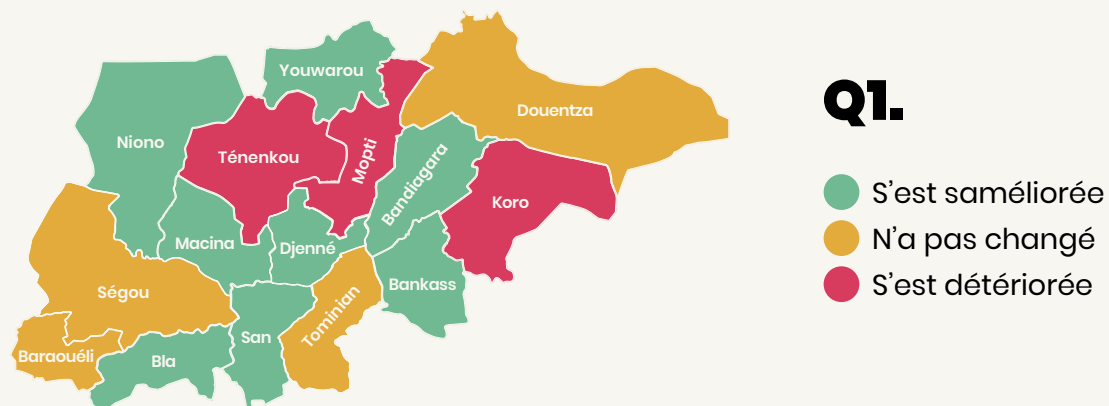 Youwarou
Douentza
Niono
Ténenkou
Mopti
Bandiagara
Koro
Macina
Djenné
Bankass
Ségou
Tominian
San
Baraouéli
Bla
Q1.
S'est saméliorée
N'a pas changé
S'est détériorée